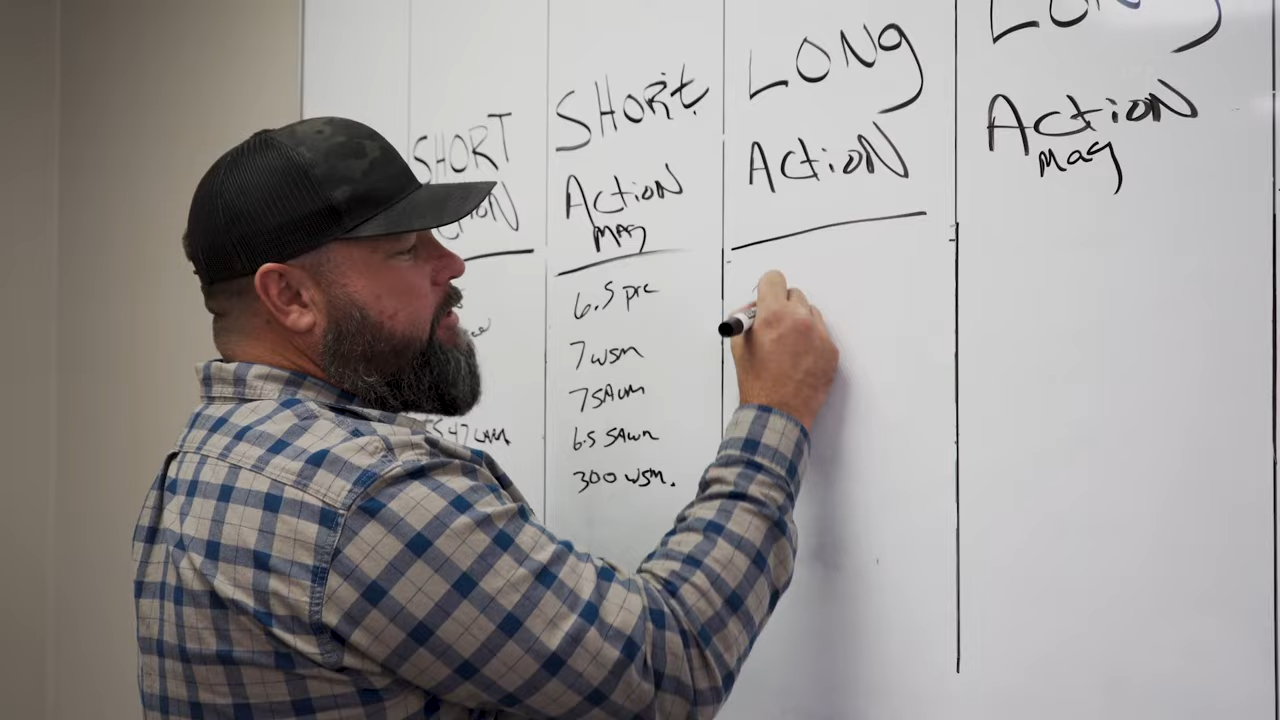 SHORT
SHORt
Action
MAG
6.5 prc
7 wsm
7 SAum
6.5 SAum
300 wsm.
LONg
ActioN
LONg
ActioN
mag